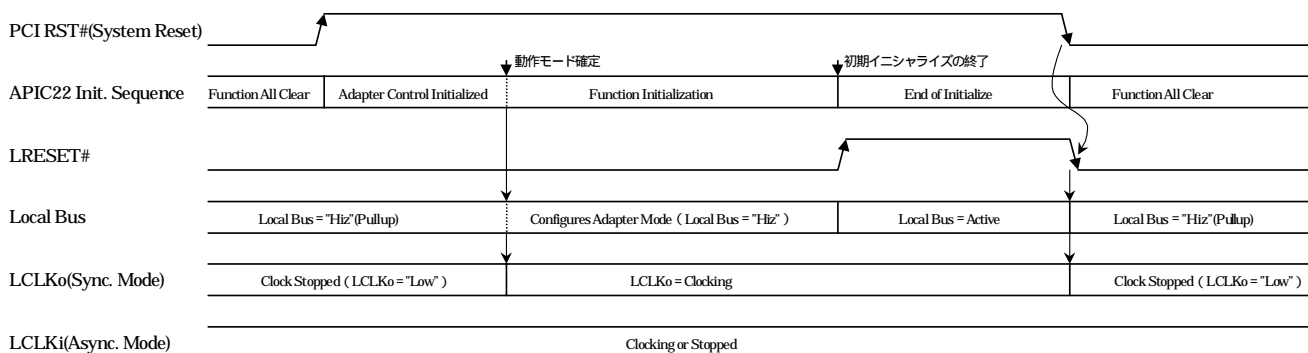 PCI RST#(System Reset)
動作モード確定
初期イニシャライズの終了
APIC22 Init. Sequence
Function All Clear
Adapter Control Initialized
Function Initialization
End of Initialize
Function All Clear
LRESET#
Local Bus
Local Bus = "Hiz"(Pullup)
Configures Adapter Mode ( Local Bus = "Hiz" )
Local Bus = Active
Local Bus = "Hiz"(Pullup)
LCLKo(Sync. Mode)
Clock Stopped ( LCLKo = "Low" )
LCLKo = Clocking
Clock Stopped ( LCLKo = "Low" )
LCLKi(Async. Mode)
Clocking or Stopped